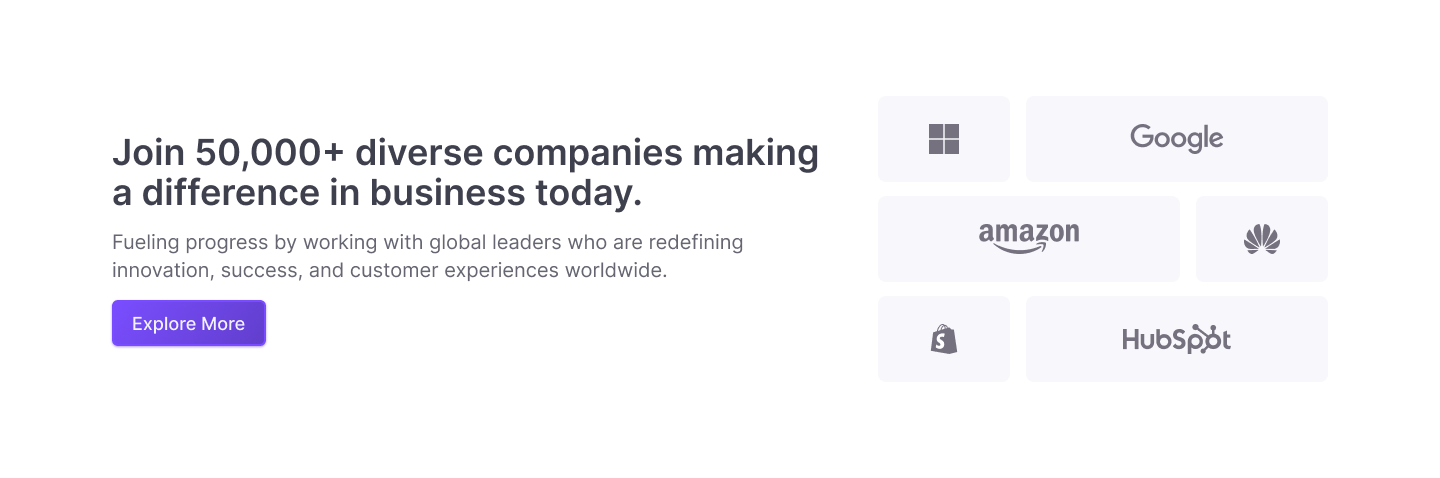 Join 50,000+ diverse companies making
a difference in business today.
Fueling progress by working with global leaders who are redefining
innovation, success, and customer experiences worldwide.
Explore More
Google
amazon
S
HubSpot